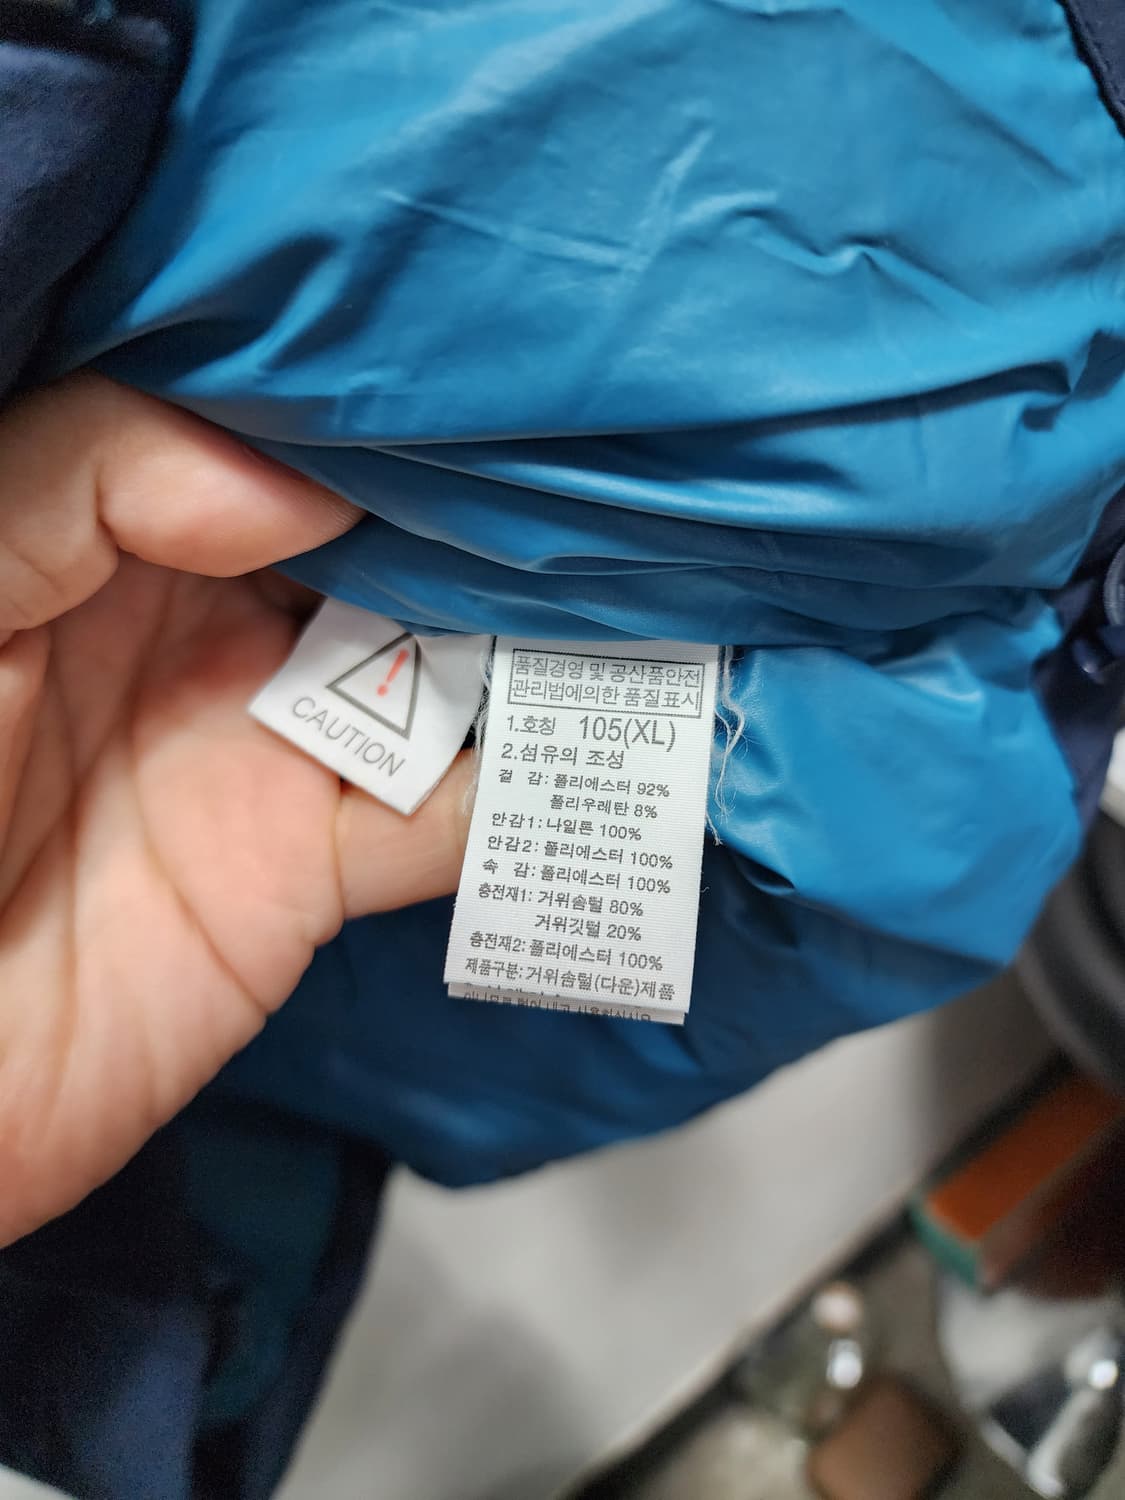 CAUTION
품질경영 및 공산품안전
관리법에의한 품질표시
1.호칭 105(XL)
2.섬유의 조성
겉 감: 폴리에스터 92%
폴리우레탄 8%
안감1: 나일론 100%
안감2: 폴리에스터 100%
속 감: 폴리에스터 100%
충전재1: 거위솜털 80%
거위깃털 20%
충전재2: 폴리에스터 100%
제품구분: 거위솜털(다운)제품